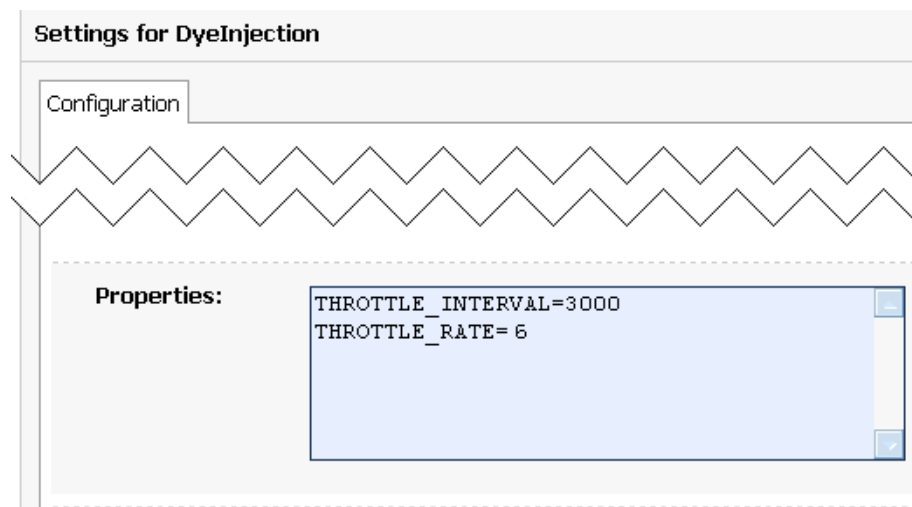 Settings for DyeInjection
Configuration
Properties:
THROTTLE_INTERVAL=3000
THROTTLE_RATE= 6